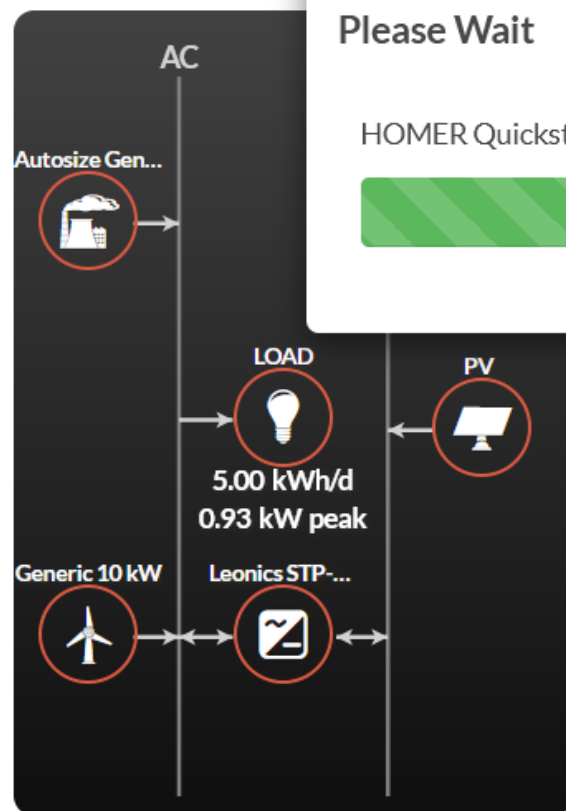 Please Wait
HOMER Quickst
AC
Autosize Gen...
LOAD
PV
5.00 kWh/d
0.93 kW peak
Generic 10 kW
Leonics STP-...